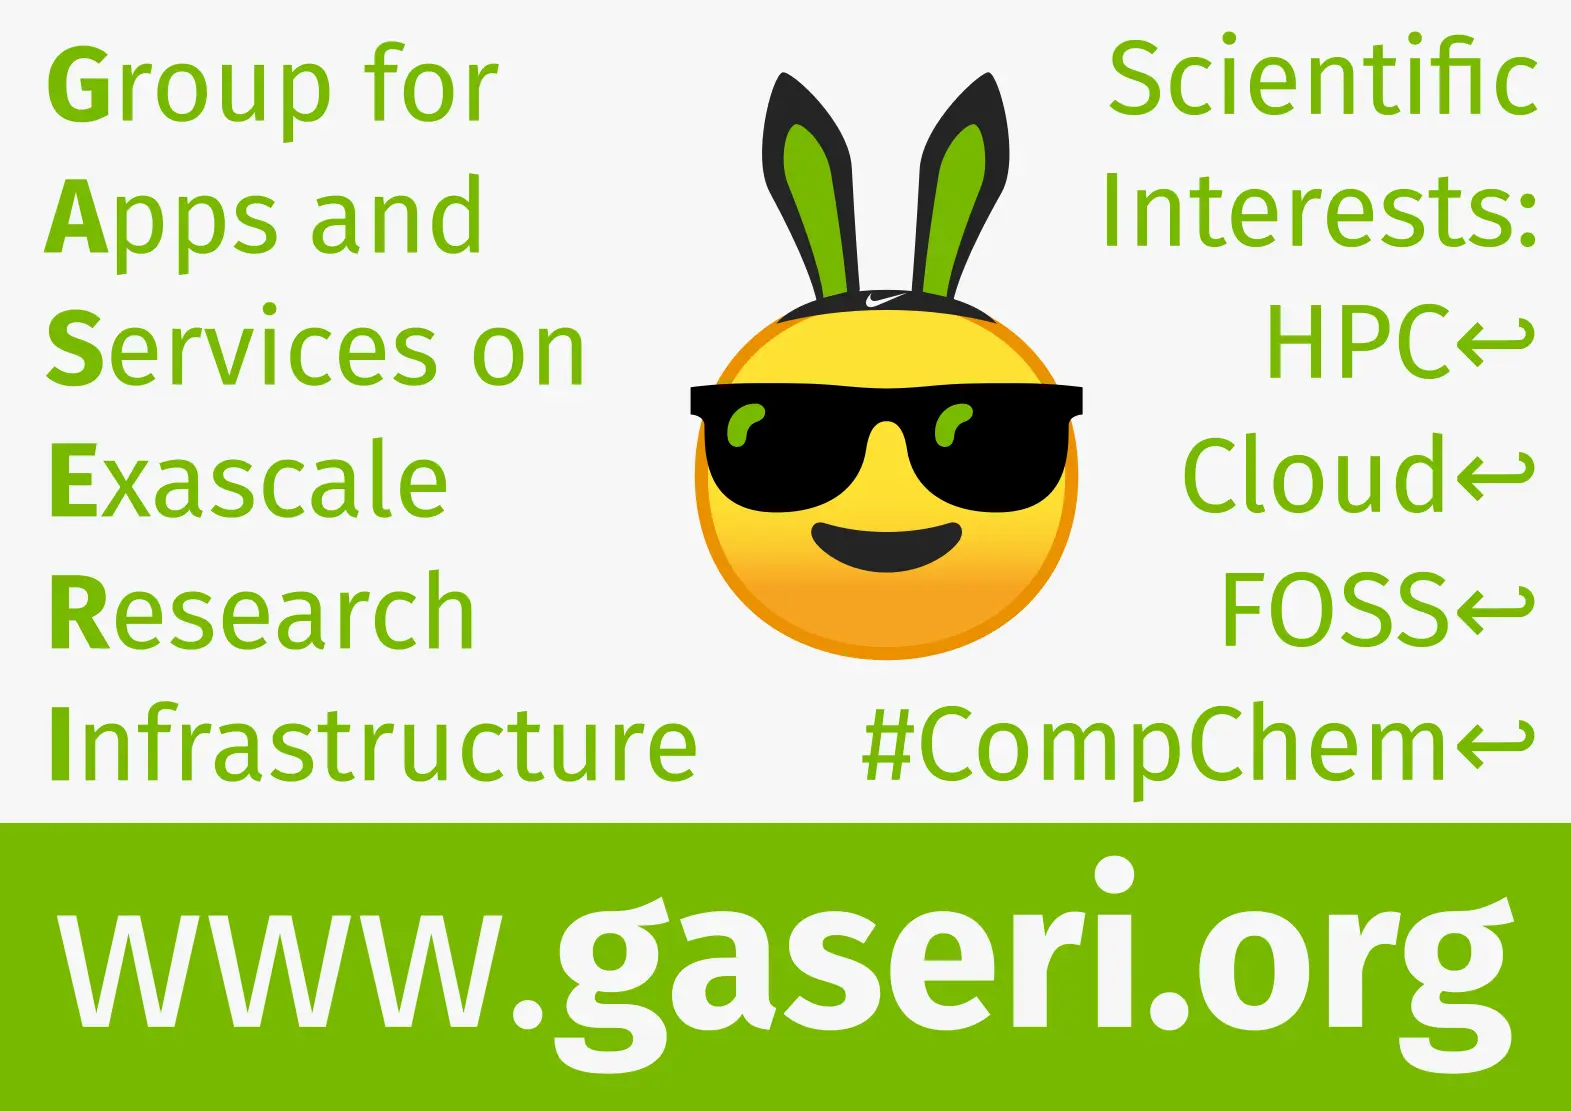 Group for
Apps and
Services on
Exascale
Research
Infrastructure
Scientific
Interests:
HPC↩
Cloud↩
FOSS↩
#CompChem↩
www.gaseri.org